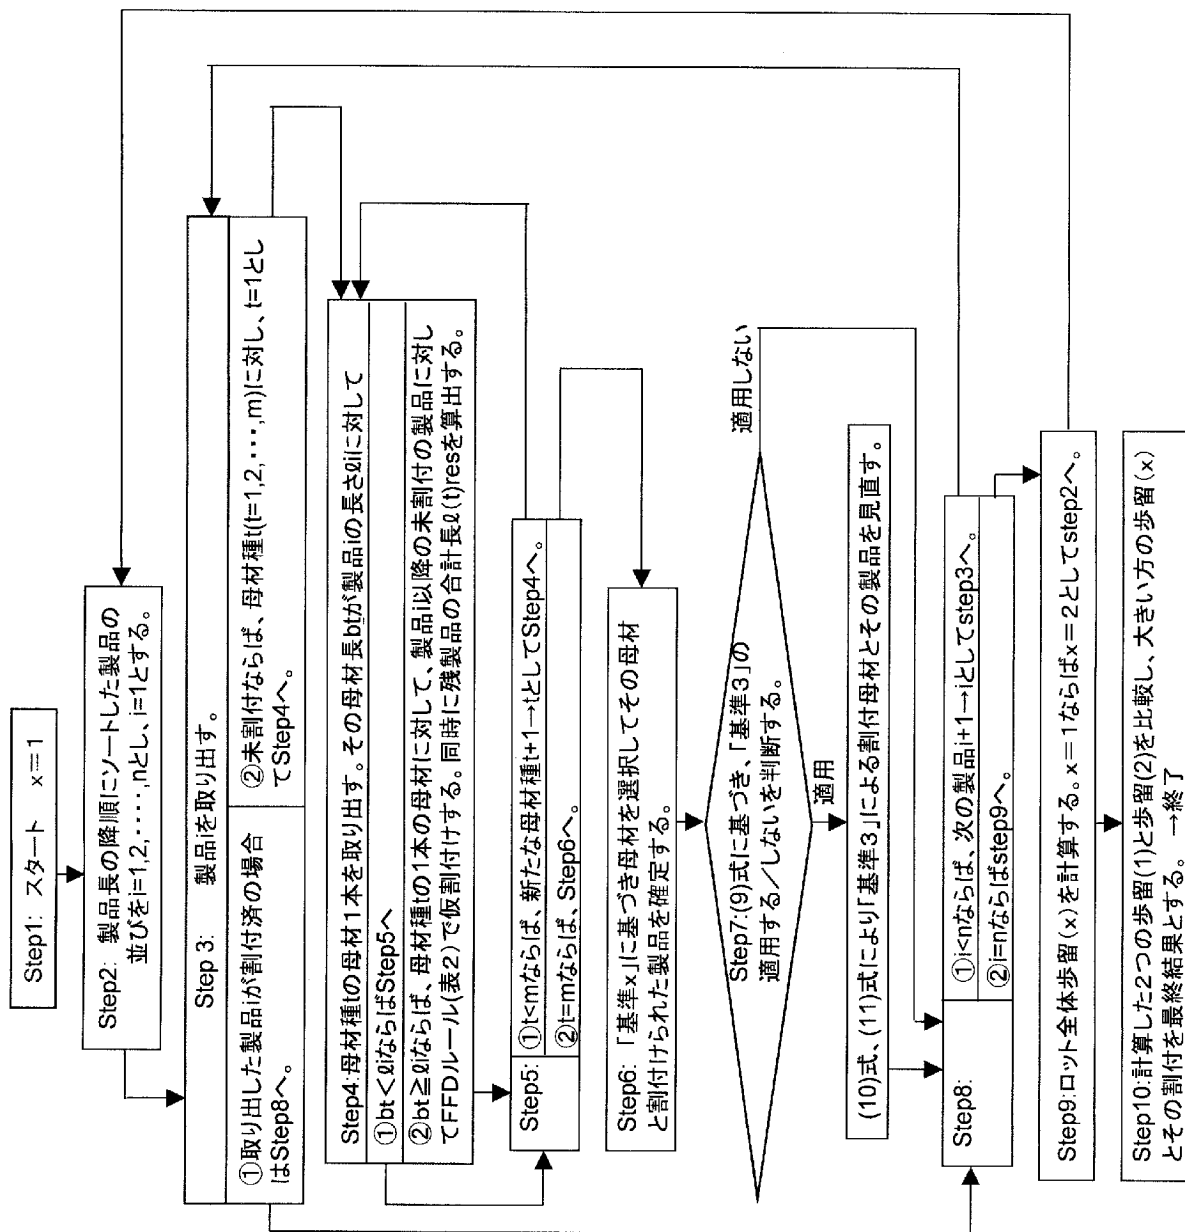 Step1: スタート x=1
Step2: 製品長の降順にソートした製品の
並びをi=1,2,・・・・,nとし、i=1とする。
Step 3: 製品iを取り出す。
①取り出した製品iが割付済の場合
はStep8へ。
②未割付ならば、母材種t(t=1,2,・・・,m)に対し、t=1とし
てStep4へ。
Step4:母材種tの母材1本を取り出す。その母材長btが製品iの長さℓiに対して
①bt<ℓiならばStep5へ
②bt≧ℓiならば、母材種tの1本の母材に対して、製品i以降の未割付の製品に対し
てFFDルール(表2)で仮割付けする。同時に残製品の合計長ℓ(t)resを算出する。
Step5:
①t<mならば、新たな母材種t+1→tとしてStep4へ。
②t=mならば、Step6へ。
Step6: 「基準x」に基づき母材を選択してその母材
と割付けられた製品を確定する。
Step7:(9)式に基づき、「基準3」の
適用する/しないを判断する。
適用しない
適用
(10)式、(11)式により「基準3」による割付母材とその製品を見直す。
Step8:
①i<nならば、次の製品i+1→iとしてstep3へ。
②i=nならばstep9へ。
Step9:ロット全体歩留(x)を計算する。x=1ならばx=2としてstep2へ。
Step10:計算した2つの歩留(1)と歩留(2)を比較し、大きい方の歩留(x)
とその割付を最終結果とする。 →終了